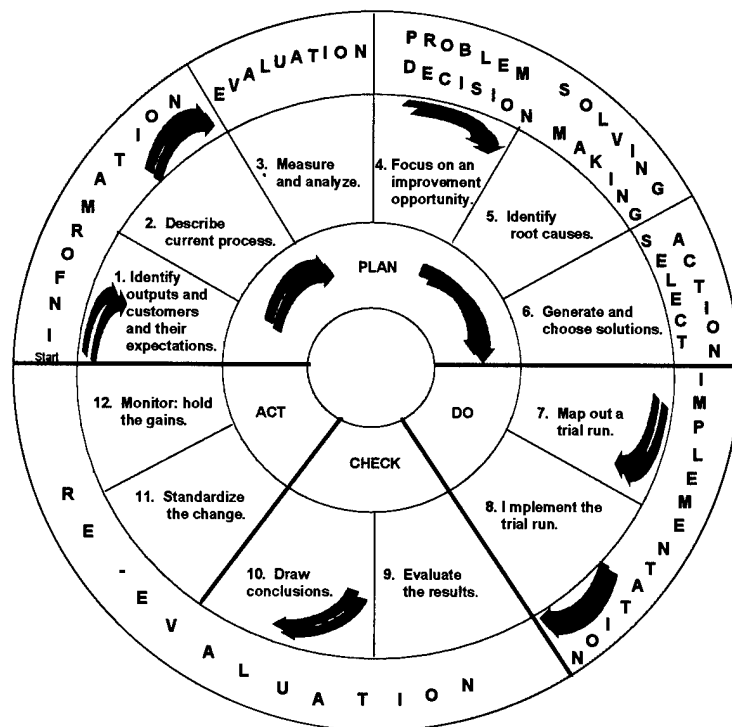 INFORMATION
EVALUATION
PROBLEM SOLVING
DECISION MAKING
SELECT
ACTION
IMPLEMENTATION
RE-EVALUATION
Start
1. Identify
outputs and
customers
and their
expectations.
2. Describe
current process.
3. Measure
and analyze.
4. Focus on an
improvement
opportunity.
5. Identify
root causes.
6. Generate and
choose solutions.
7. Map out a
trial run.
8. I mplement the
trial run.
9. Evaluate
the results.
10. Draw
conclusions.
11. Standardize
the change.
12. Monitor: hold
the gains.
PLAN
DO
CHECK
ACT